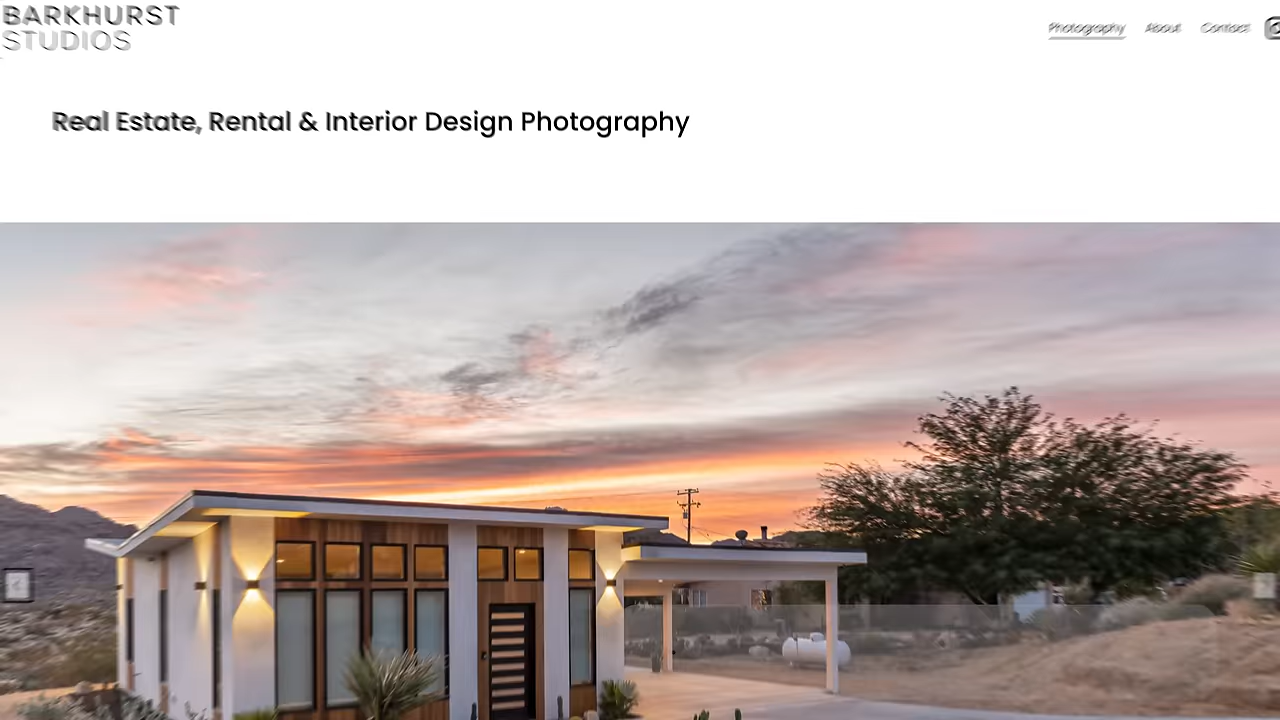 BARKHURST
STUDIOS
Photography About Contact
Real Estate, Rental & Interior Design Photography